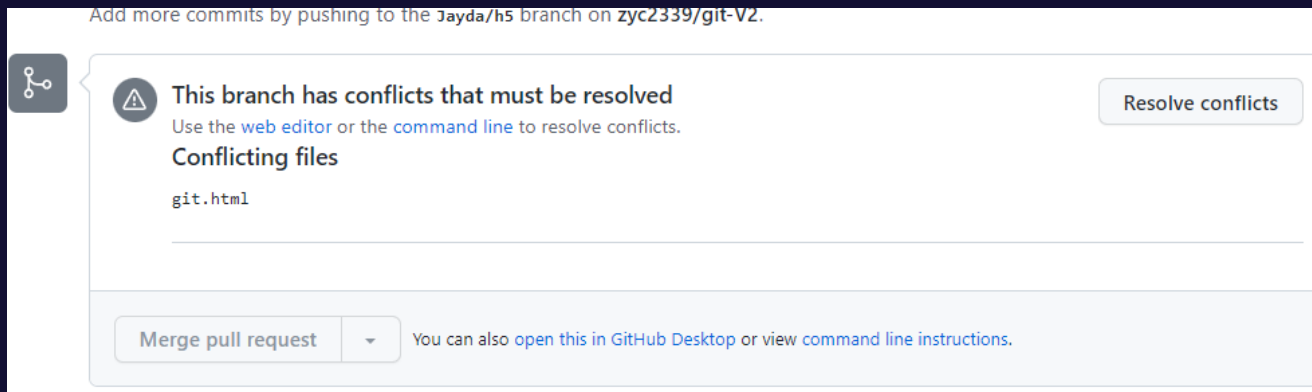 Add more commits by pushing to the Jayda/h5 branch on zyc2339/git-V2.
This branch has conflicts that must be resolved
Resolve conflicts
Use the web editor or the command line to resolve conflicts.
Conflicting files
git.html
Merge pull request
You can also open this in GitHub Desktop or view command line instructions.